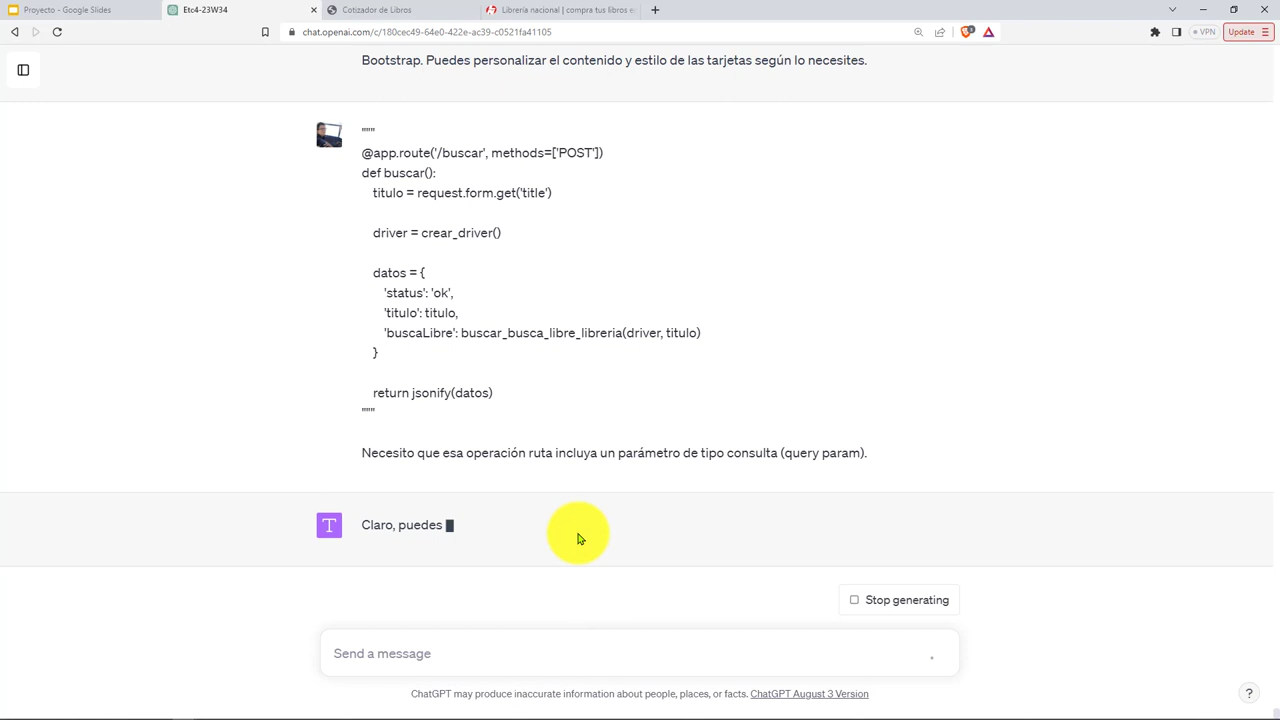 Proyecto - Google Slides
Etc4-23W34
Cotizador de Libros
Librería nacional | compra tus libros e
chat.openai.com/c/180cec49-64e0-422e-ac39-c0521fa41105
VPN
Update
Bootstrap. Puedes personalizar el contenido y estilo de las tarjetas según lo necesites.
"""
@app.route('/buscar', methods=['POST'])
def buscar():
titulo = request.form.get('title')
driver = crear_driver()
datos = {
'status': 'ok',
'titulo': titulo,
'buscaLibre': buscar_busca_libre_libreria(driver, titulo)
}
return jsonify(datos)
"""
Necesito que esa operación ruta incluya un parámetro de tipo consulta (query param).
T
Claro, puedes
Stop generating
Send a message
ChatGPT may produce inaccurate information about people, places, or facts. ChatGPT August 3 Version
?